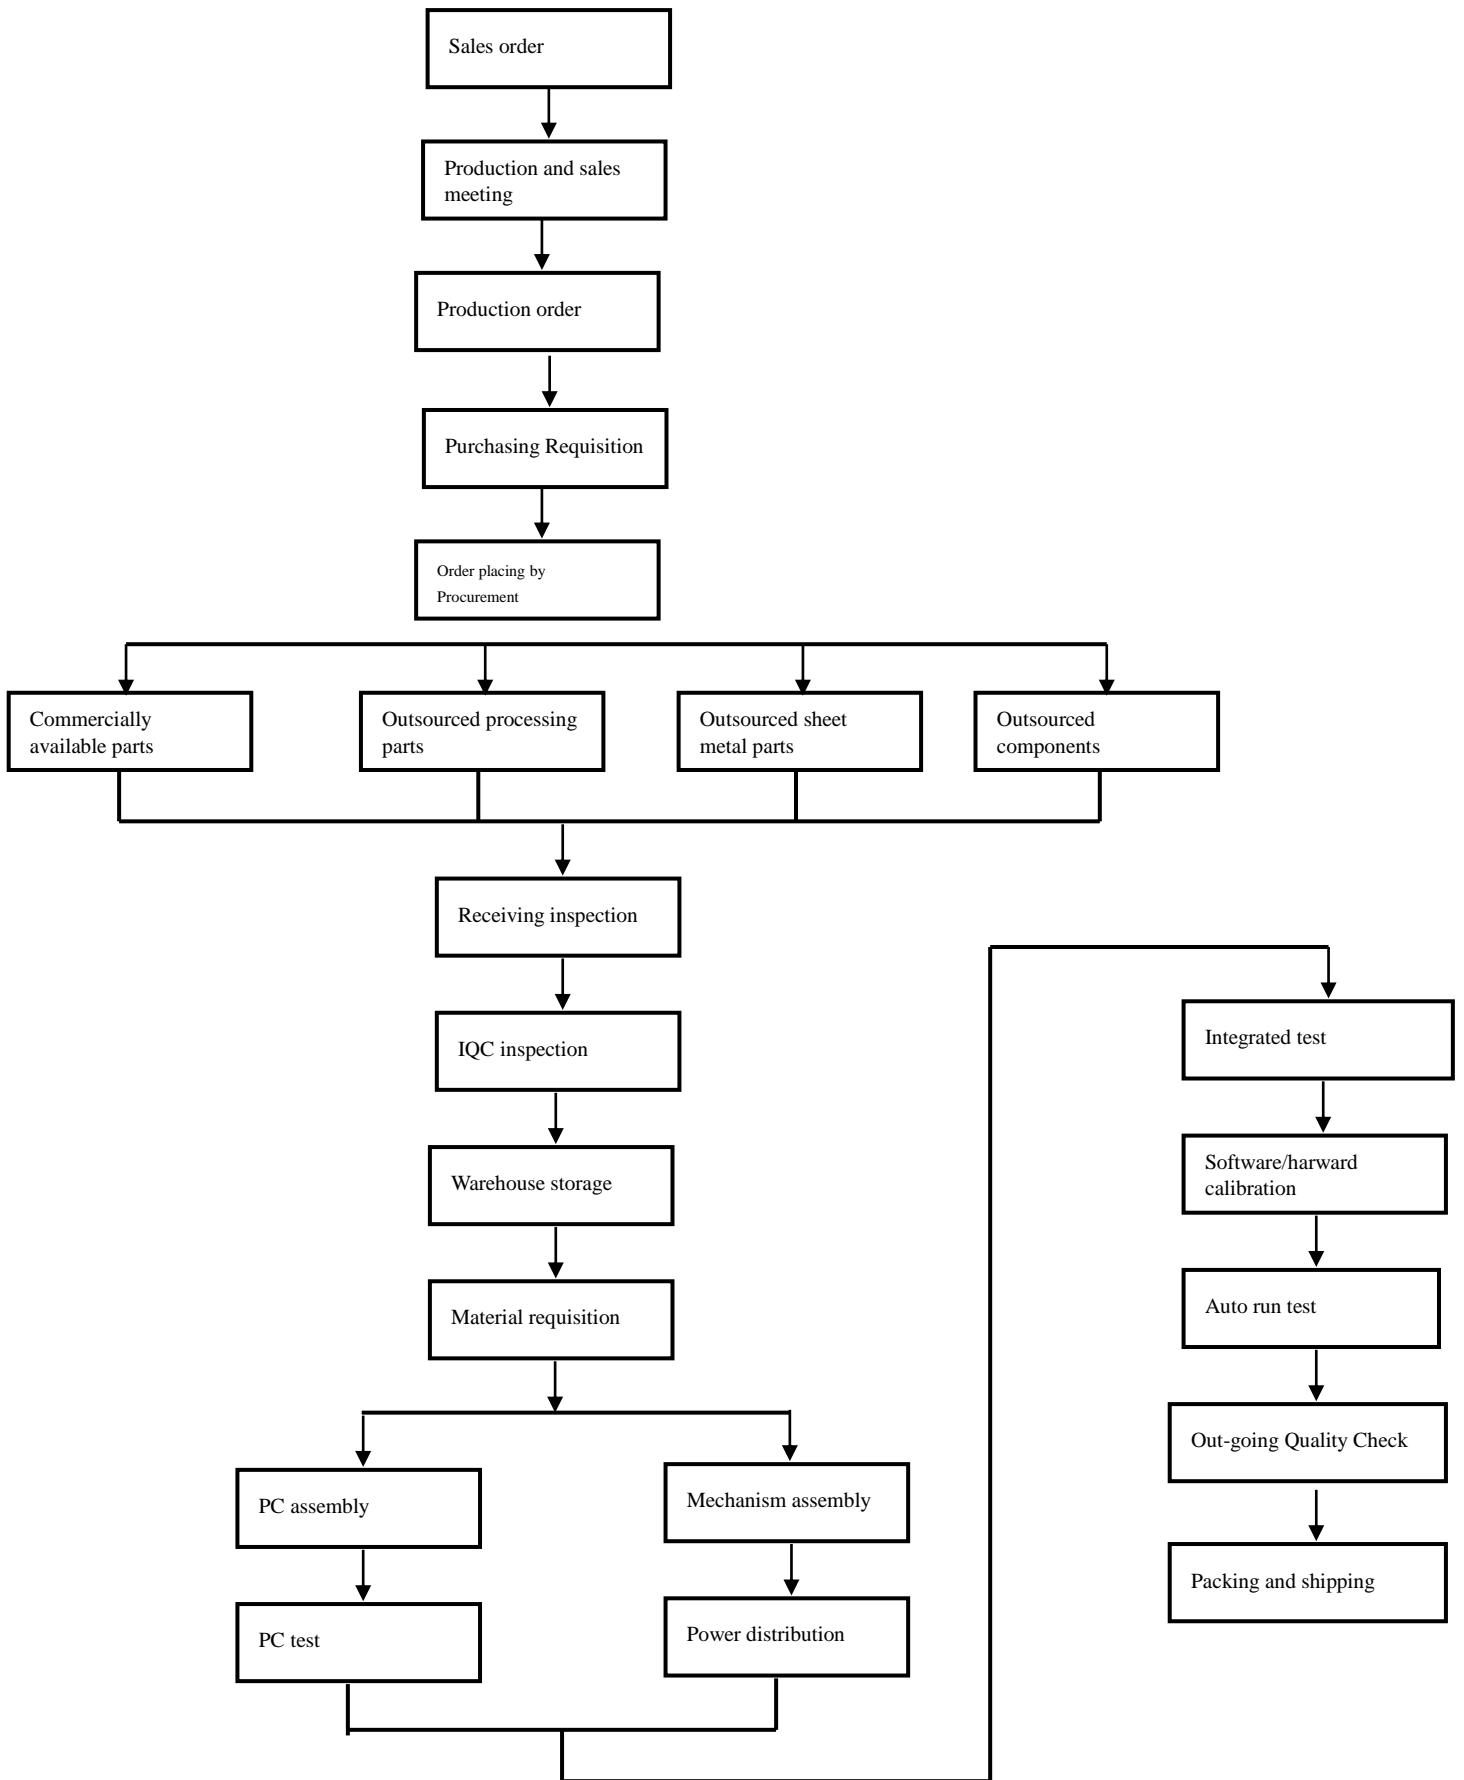 Sales order
Production and sales
meeting
Production order
Purchasing Requisition
Order placing by
Procurement
Commercially
available parts
Outsourced processing
parts
Outsourced sheet
metal parts
Outsourced
components
Receiving inspection
IQC inspection
Warehouse storage
Material requisition
PC assembly
Mechanism assembly
PC test
Power distribution
Integrated test
Software/harward
calibration
Auto run test
Out-going Quality Check
Packing and shipping